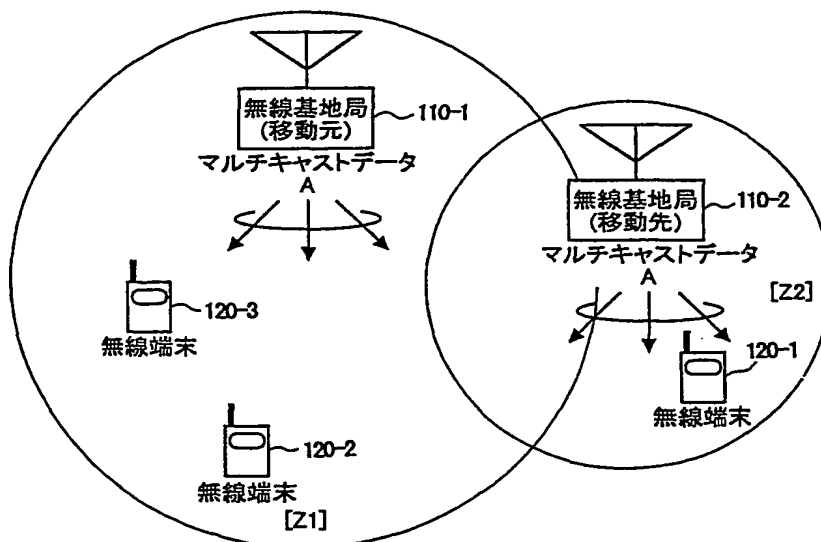 無線基地局
(移動元)
110-1
マルチキャストデータ
A
無線基地局
(移動先)
110-2
マルチキャストデータ
A
[Z2]
120-3
無線端末
120-1
無線端末
120-2
無線端末
[Z1]